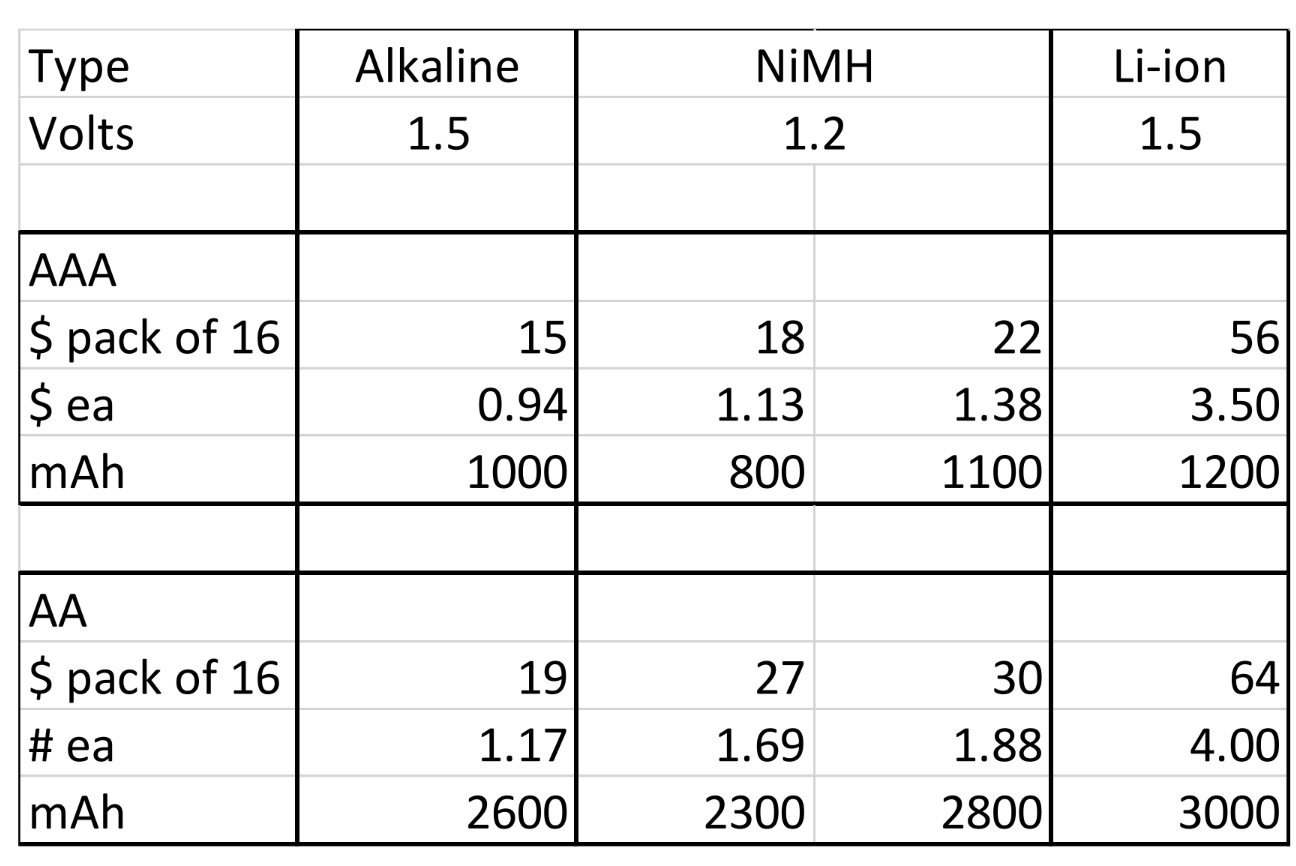 Type Alkaline NiMH Li-ion
Volts 1.5 1.2 1.5
AAA
$ pack of 16 15 18 22 56
$ ea 0.94 1.13 1.38 3.50
mAh 1000 800 1100 1200
AA
$ pack of 16 19 27 30 64
# ea 1.17 1.69 1.88 4.00
mAh 2600 2300 2800 3000